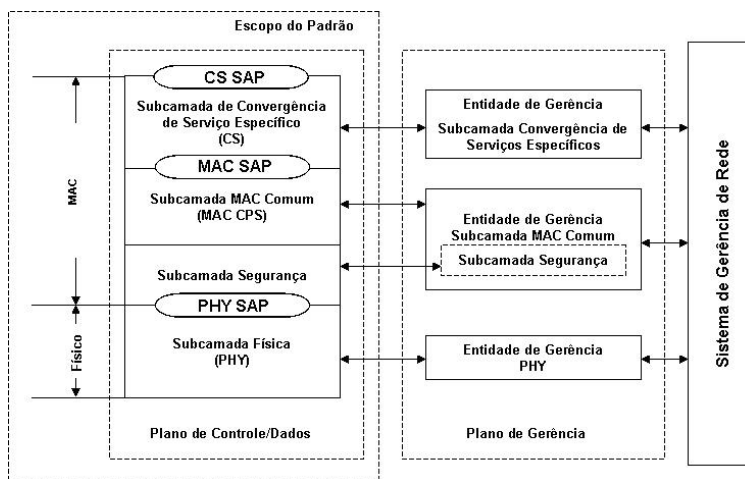 Escopo do Padrão
CS SAP
Subcamada de Convergência
de Serviço Específico
(CS)
MAC SAP
Subcamada MAC Comum
(MAC CPS)
Subcamada Segurança
PHY SAP
Subcamada Física
(PHY)
MAC
Físico
Plano de Controle/Dados
Entidade de Gerência
Subcamada Convergência de
Serviços Específicos
Entidade de Gerência
Subcamada MAC Comum
Subcamada Segurança
Entidade de Gerência
PHY
Plano de Gerência
Sistema de Gerência de Rede